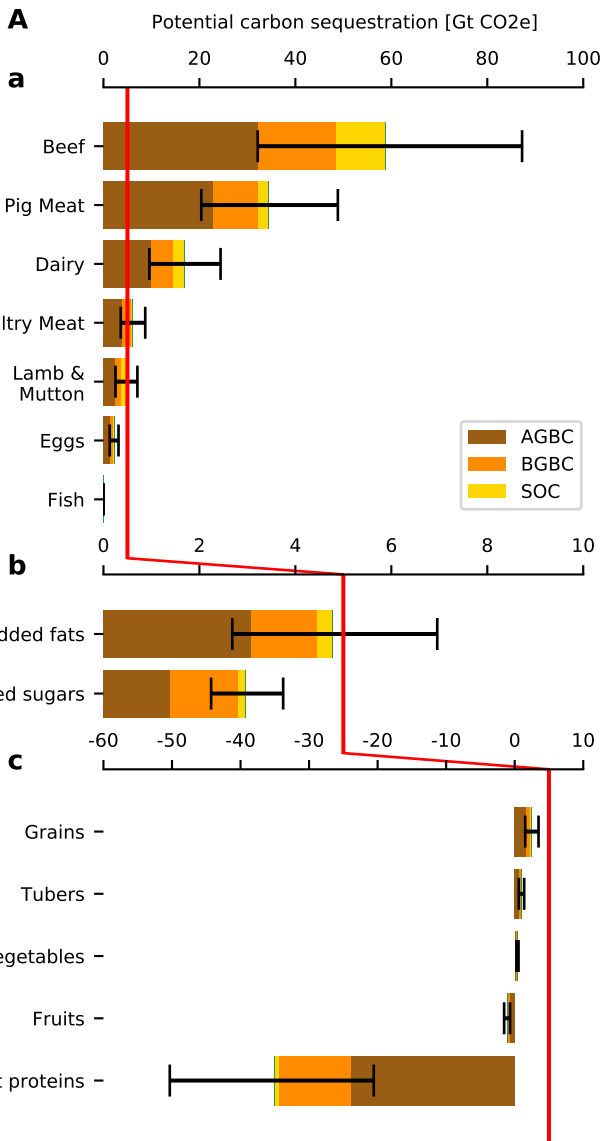 A
Potential carbon sequestration [Gt CO2e]
0 20 40 60 80 100
a
Beef
Pig Meat
Dairy
ltry Meat
Lamb &
Mutton
Eggs
AGBC
BGBC
SOC
Fish
0 2 4 6 8 10
b
dded fats
ed sugars
-60 -50 -40 -30 -20 -10 0 10
c
Grains
Tubers
egetables
Fruits
t proteins